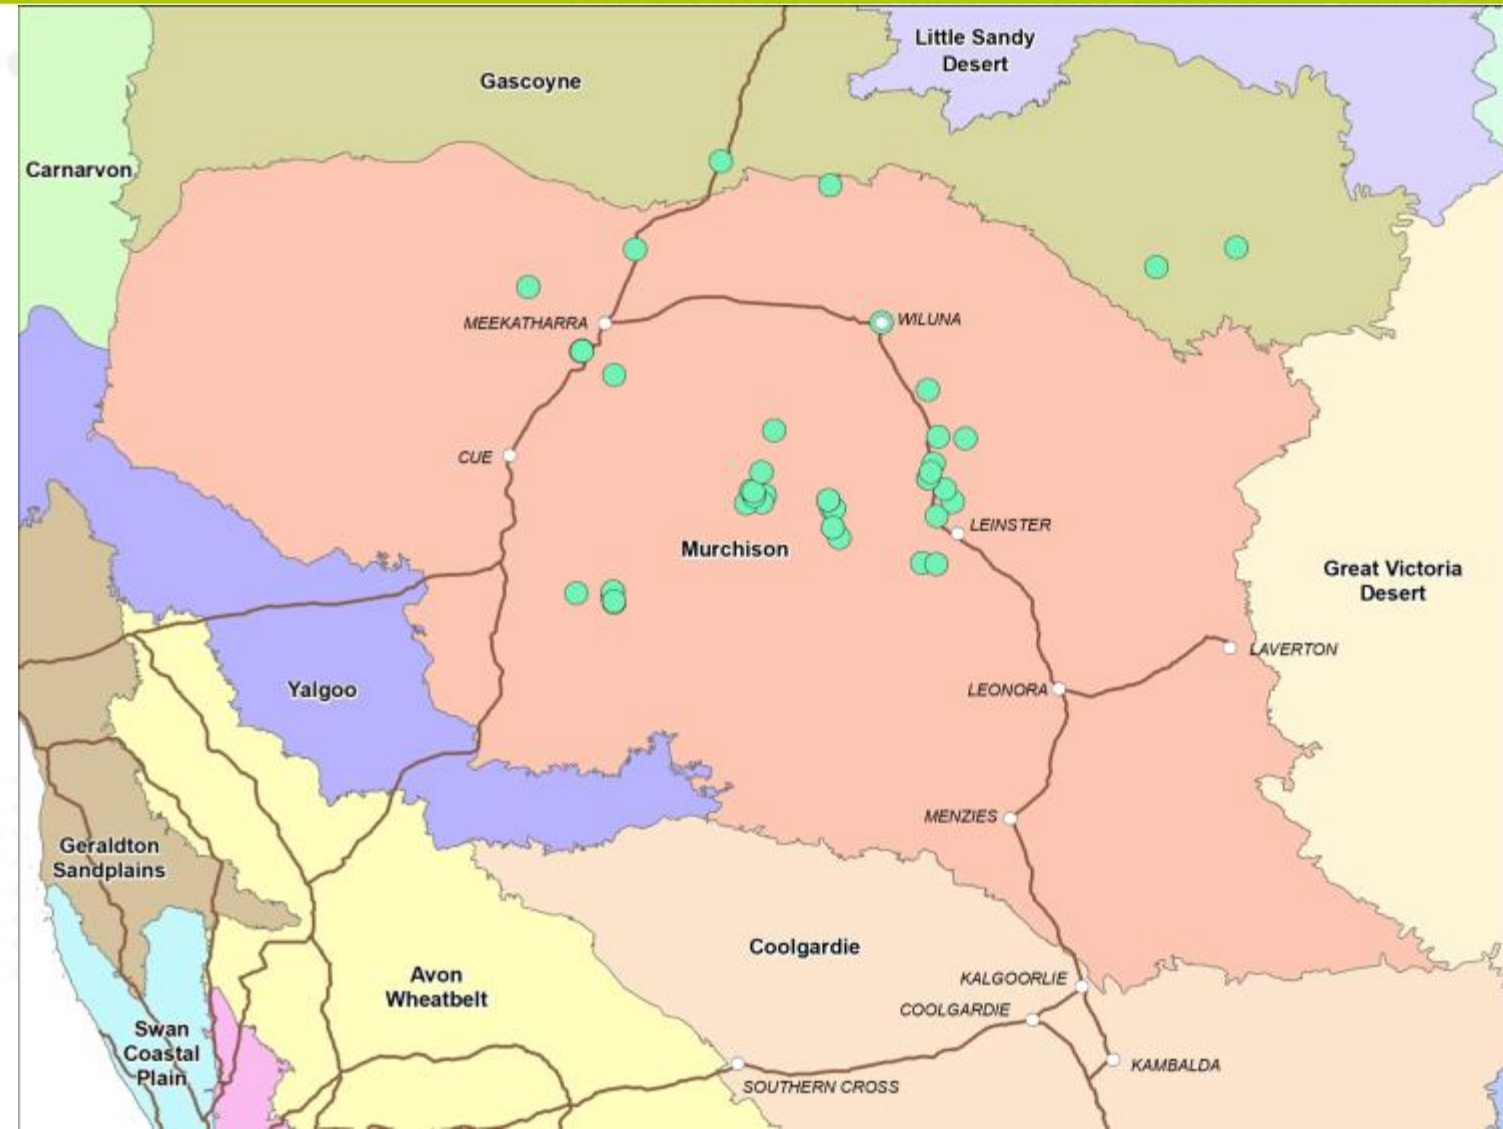 Little Sandy
Desert
Gascoyne
Carnarvon
MEEKATHARRA
WILUNA
CUE
LEINSTER
Murchison
Great Victoria
Desert
LAVERTON
Yalgoo
LEONORA
MENZIES
Geraldton
Sandplains
Coolgardie
Avon
Wheatbelt
KALGOORLIE
COOLGARDIE
Swan
Coastal
Plain
KAMBALDA
SOUTHERN CROSS